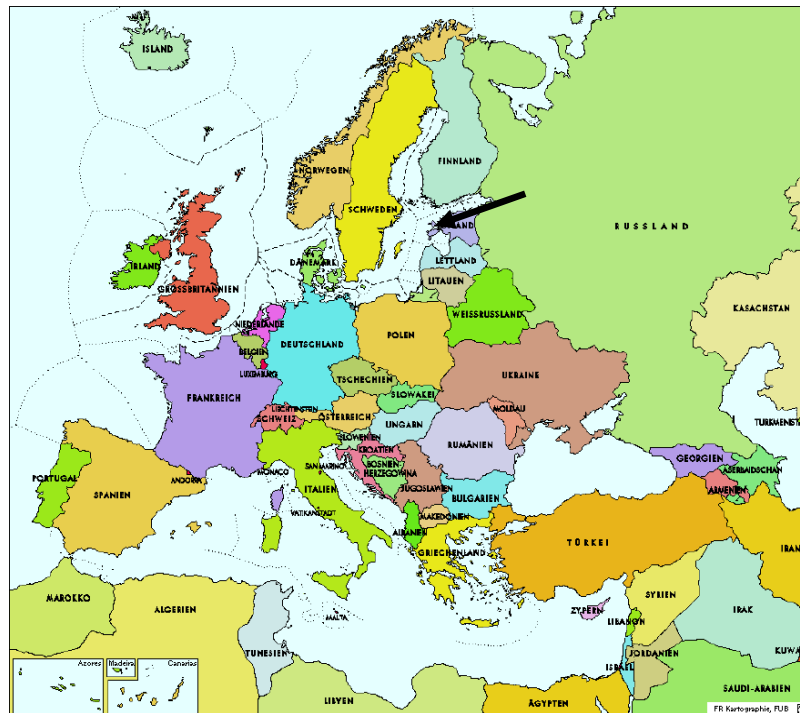 ISLAND
NORWEGEN
FINNLAND
SCHWEDEN
RUSSLAND
LAND
DÄNEMARK
LETTLAND
IRLAND
LITAUEN
GROSSBRITANNIEN
KASACHSTAN
WEISSRUSSLAND
NIEDERLANDE
POLEN
DEUTSCHLAND
BELGIEN
LUXEMBURG
UKRAINE
TSCHECHIEN
SLOWAKEI
FRANKREICH
LIECHTENSTEIN
MOLDAU
SCHWEIZ
ÖSTERREICH
UNGARN
TURKMENIST
SLOWENIEN
RUMÄNIEN
KROATIEN
GEORGIEN
MONACO
SAN MARINO
BOSNIEN
HERZEGOWINA
ASERBAIDSCHAN
PORTUGAL
ANDORRA
ITALIEN
JUGOSLAWIEN
ARMENIEN
SPANIEN
BULGARIEN
VATIKANSTADT
MAKEDONIEN
ALBANIEN
TÜRKEI
IRAN
GRIECHENLAND
SYRIEN
MAROKKO
ALGERIEN
ZYPERN
IRAK
MALTA
LIBANON
TUNESIEN
JORDANIEN
KUWA
ISRAEL
Azores
Madeira
Canarias
SAUDI-ARABIEN
LIBYEN
ÄGYPTEN
FR Kartographie, FUB